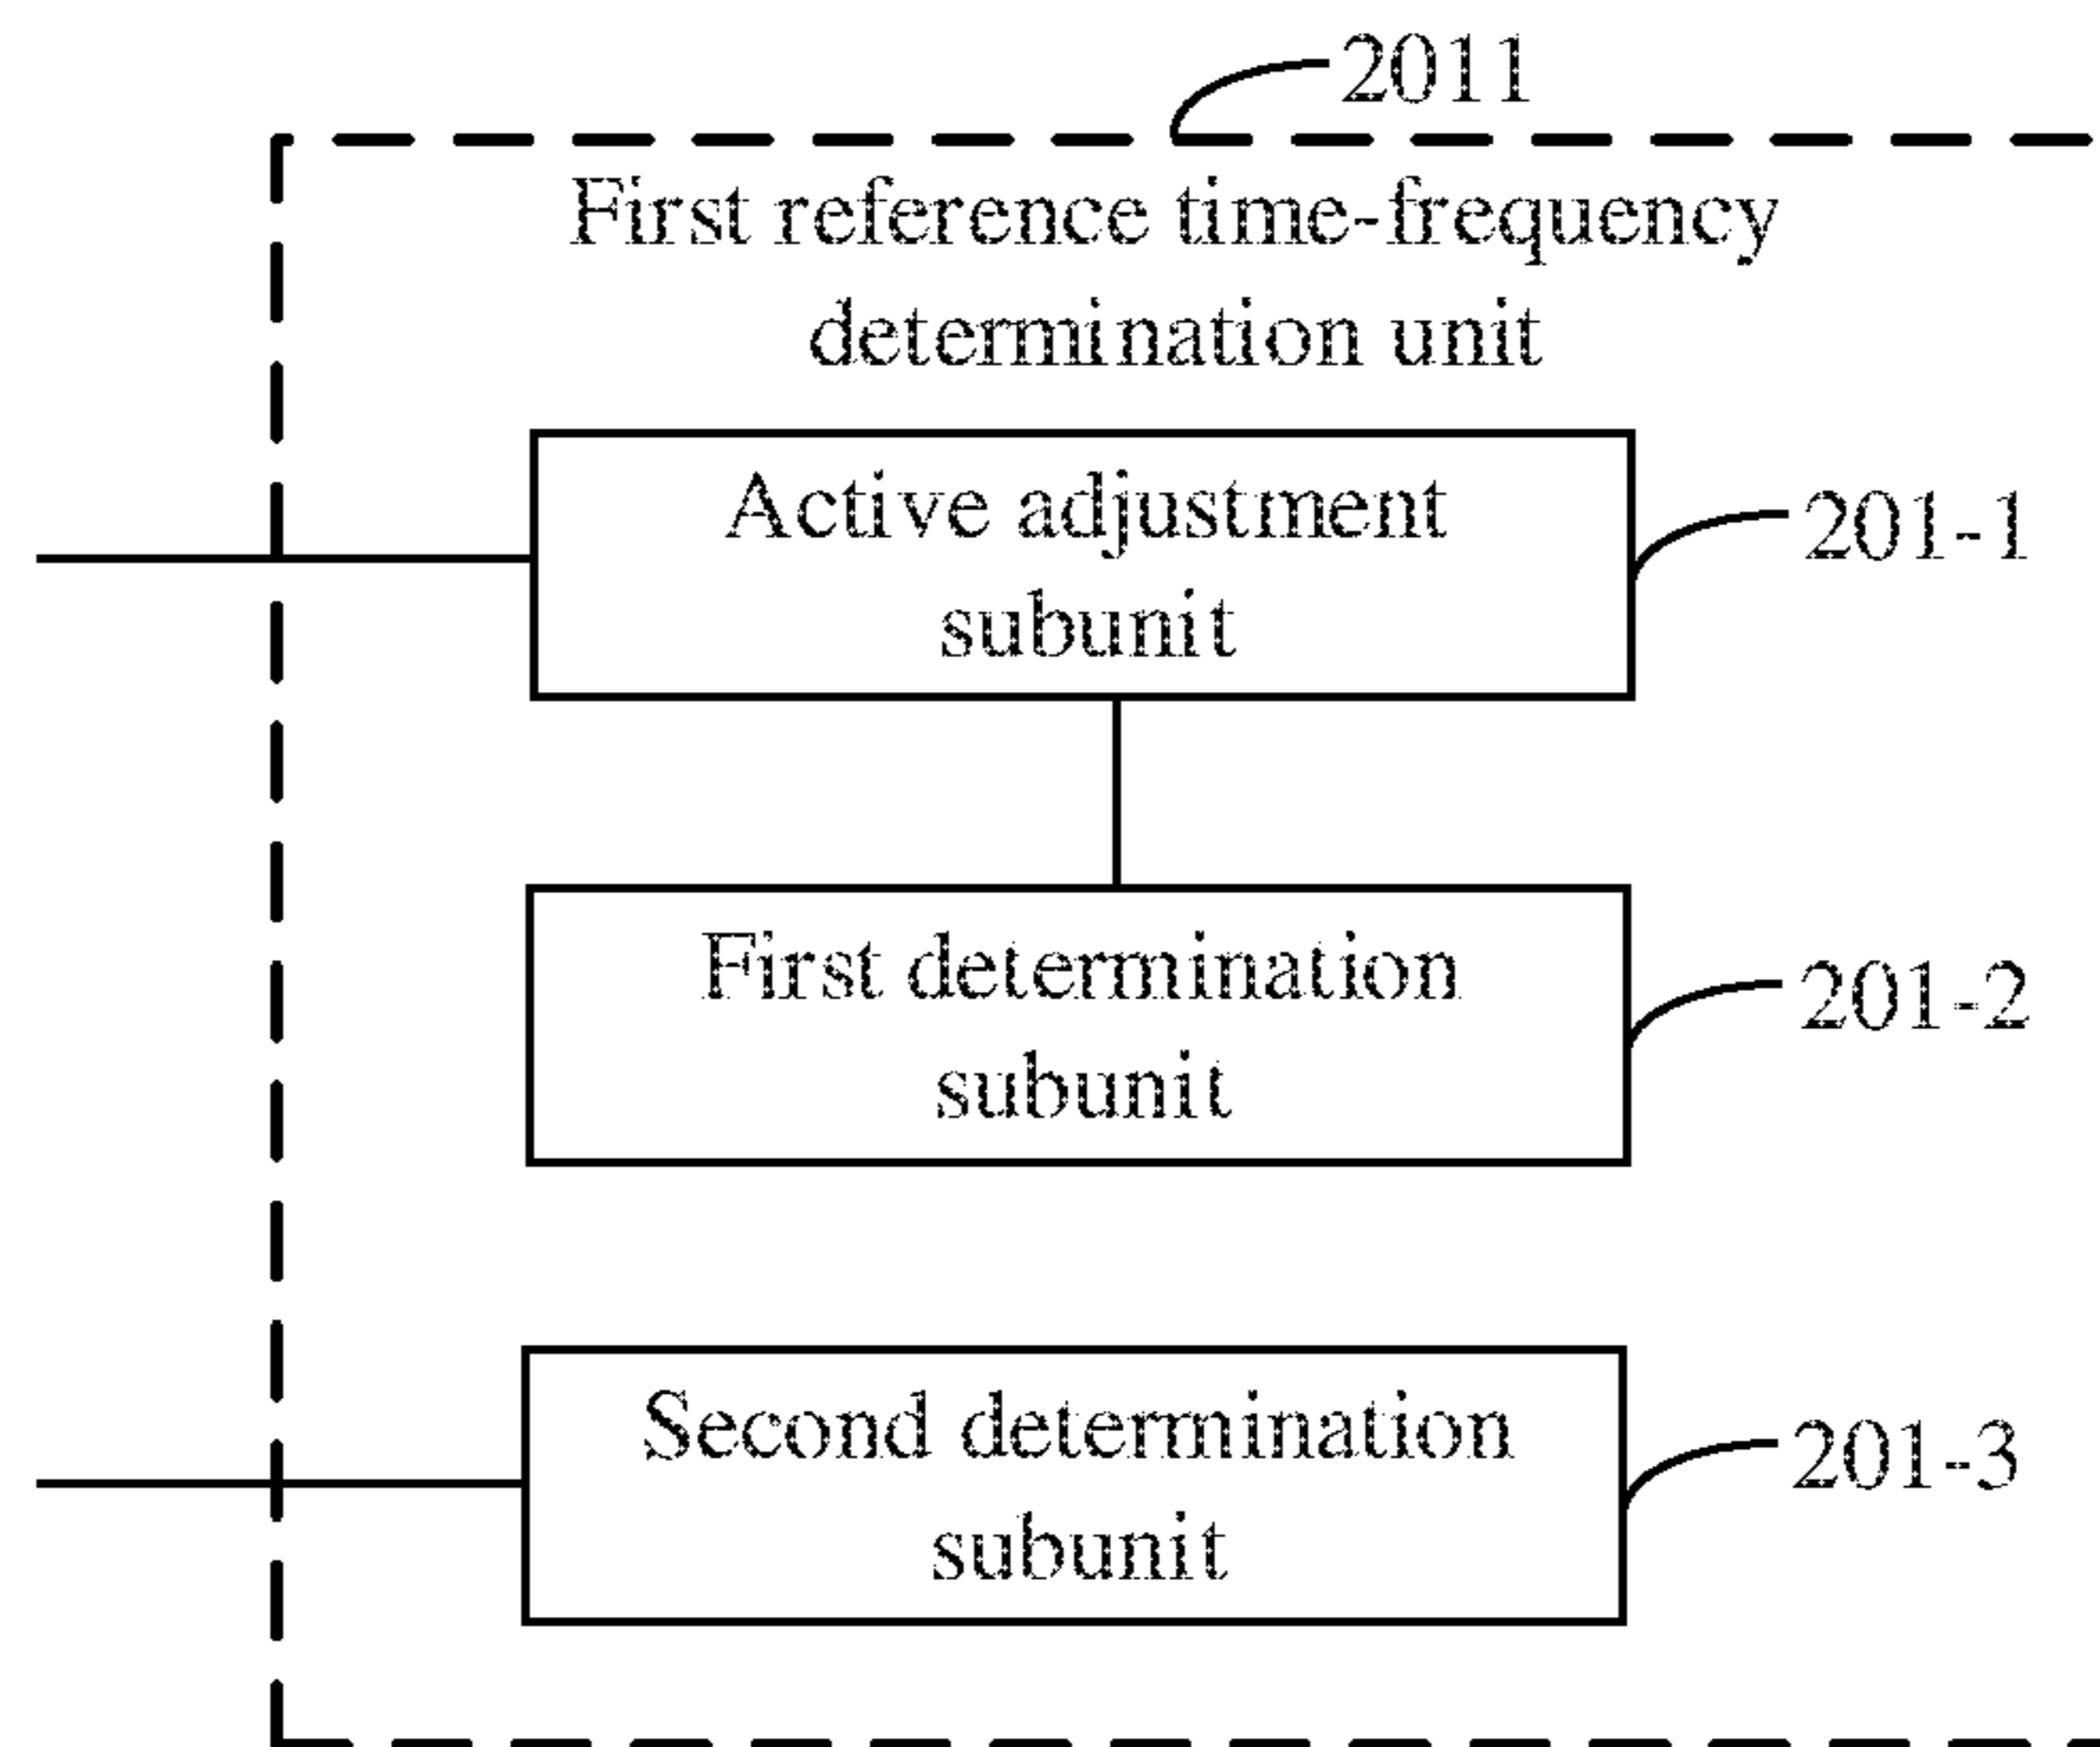 2011
First reference time-frequency
determination unit
Active adjustment
subunit
201-1
First determination
subunit
201-2
Second determination
subunit
201-3